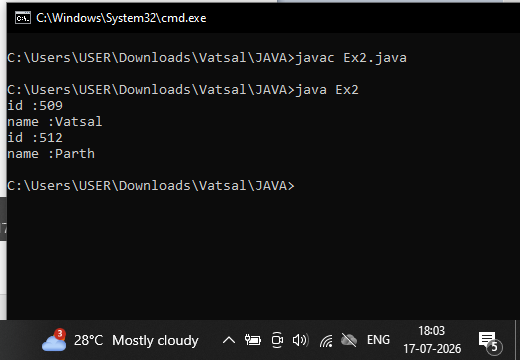 C:\Windows\System32\cmd.exe
C:\Users\USER\Downloads\Vatsal\JAVA>javac Ex2.java
C:\Users\USER\Downloads\Vatsal\JAVA>java Ex2
id :509
name :Vatsal
id :512
name :Parth
C:\Users\USER\Downloads\Vatsal\JAVA>
3
28°C Mostly cloudy
ENG
18:03
17-07-2026
5